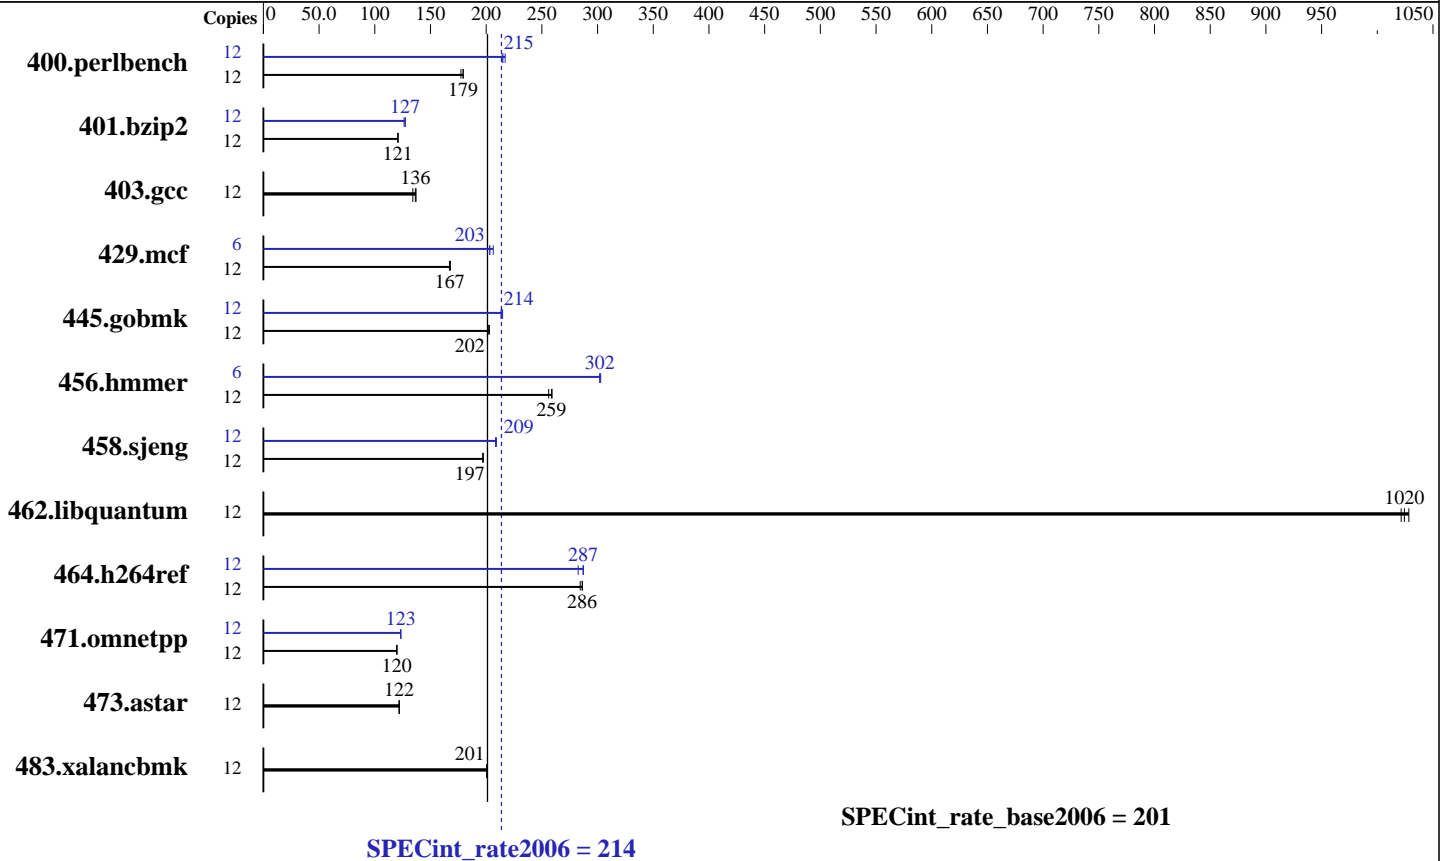 Copies 0 50.0 100 150 200 250 300 350 400 450 500 550 600 650 700 750 800 850 900 950 1050
400.perlbench 12 215
12 179
401.bzip2 12 127
12 121
403.gcc 12 136
429.mcf 6 203
12 167
445.gobmk 12 214
12 202
456.hmmer 6 302
12 259
458.sjeng 12 209
12 197
462.libquantum 12 1020
464.h264ref 12 287
12 286
471.omnetpp 12 123
12 120
473.astar 12 122
483.xalancbmk 12 201
SPECint_rate_base2006 = 201
SPECint_rate2006 = 214